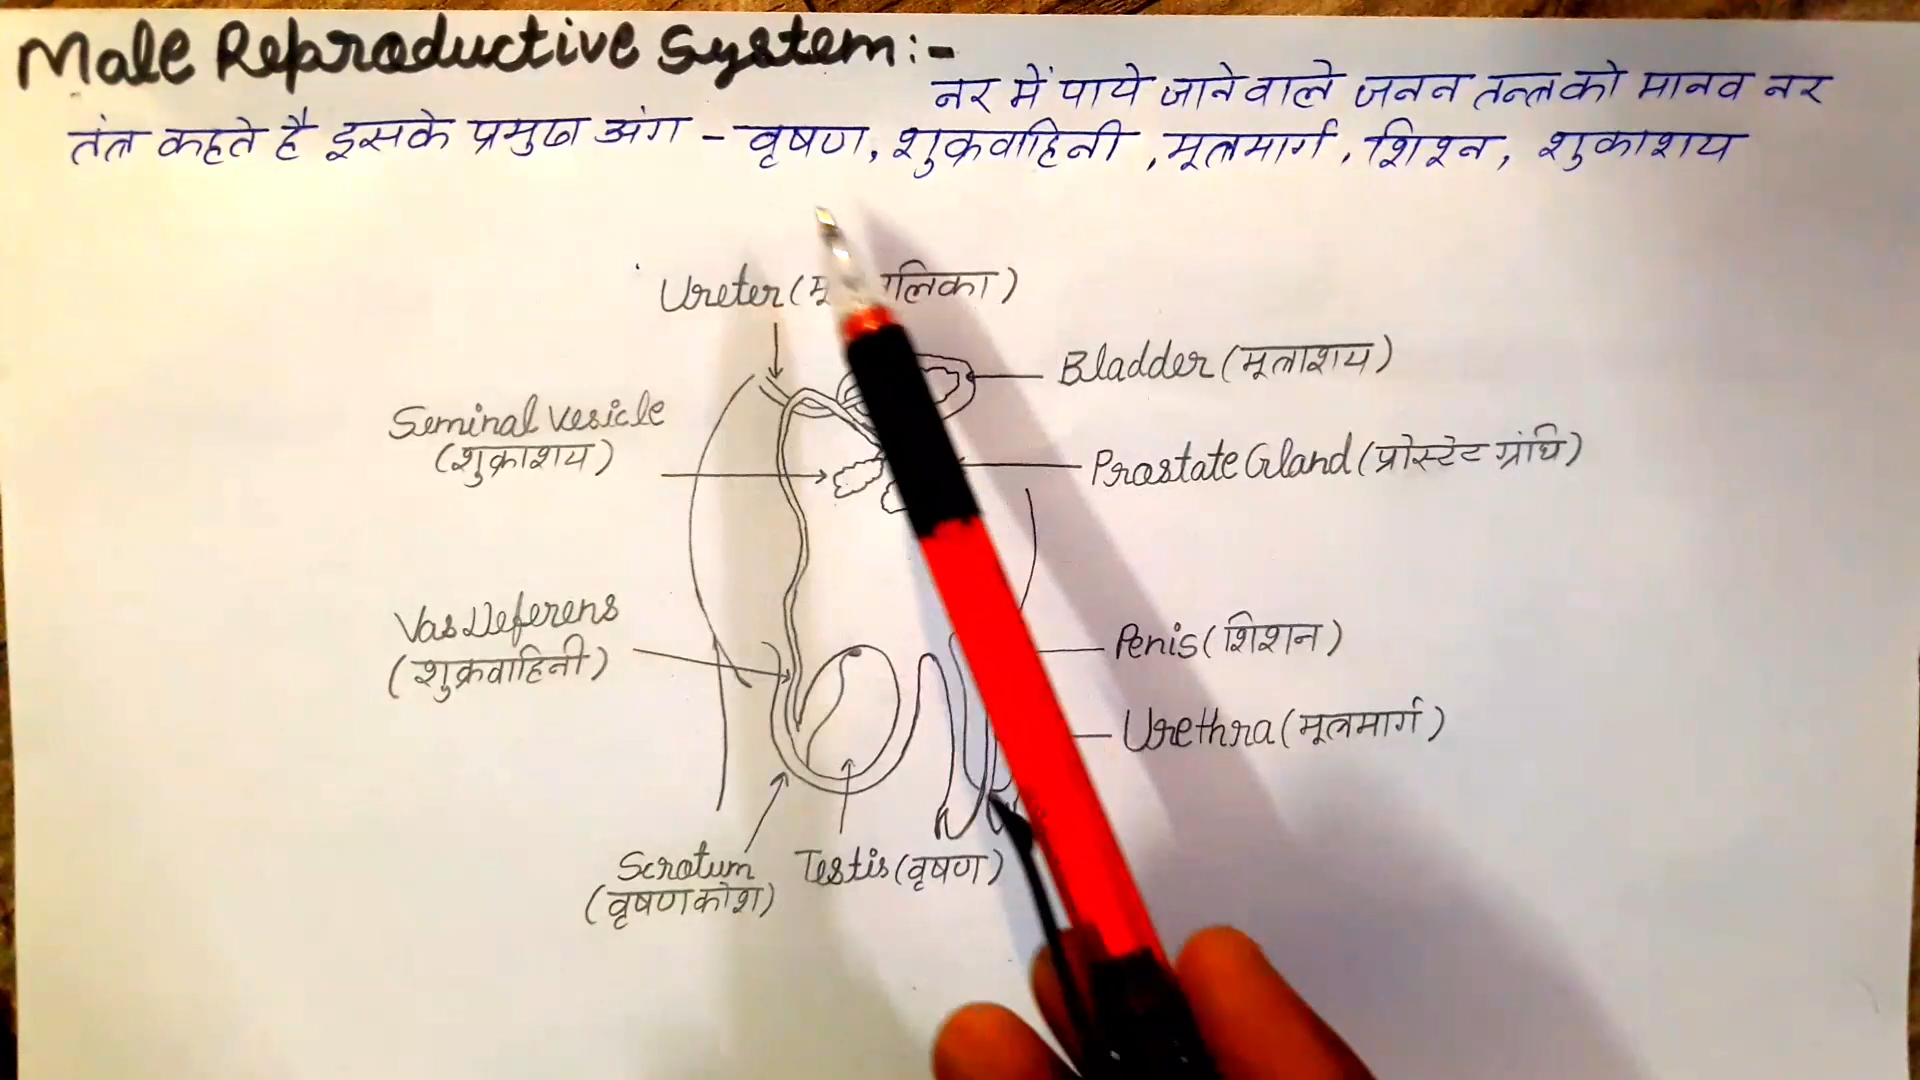 Male Reproductive System:-
नर में पाये जाने वाले जनन तन्त्र को मानव नर
तंत्र कहते है इसके प्रमुख अंग - वृषण, शुक्रवाहिनी, मूत्रमार्ग, शिश्न, शुक्राशय
Ureter (
Bladder (मूत्राशय)
Seminal Vesicle
(शुक्राशय)
Prostate Gland (प्रोस्टेट ग्रंथि)
Vas Deferens
(शुक्रवाहिनी)
Penis (शिशन)
Urethra (मूत्रमार्ग)
Scrotum
(वृषणकोश)
Testis (वृषण)